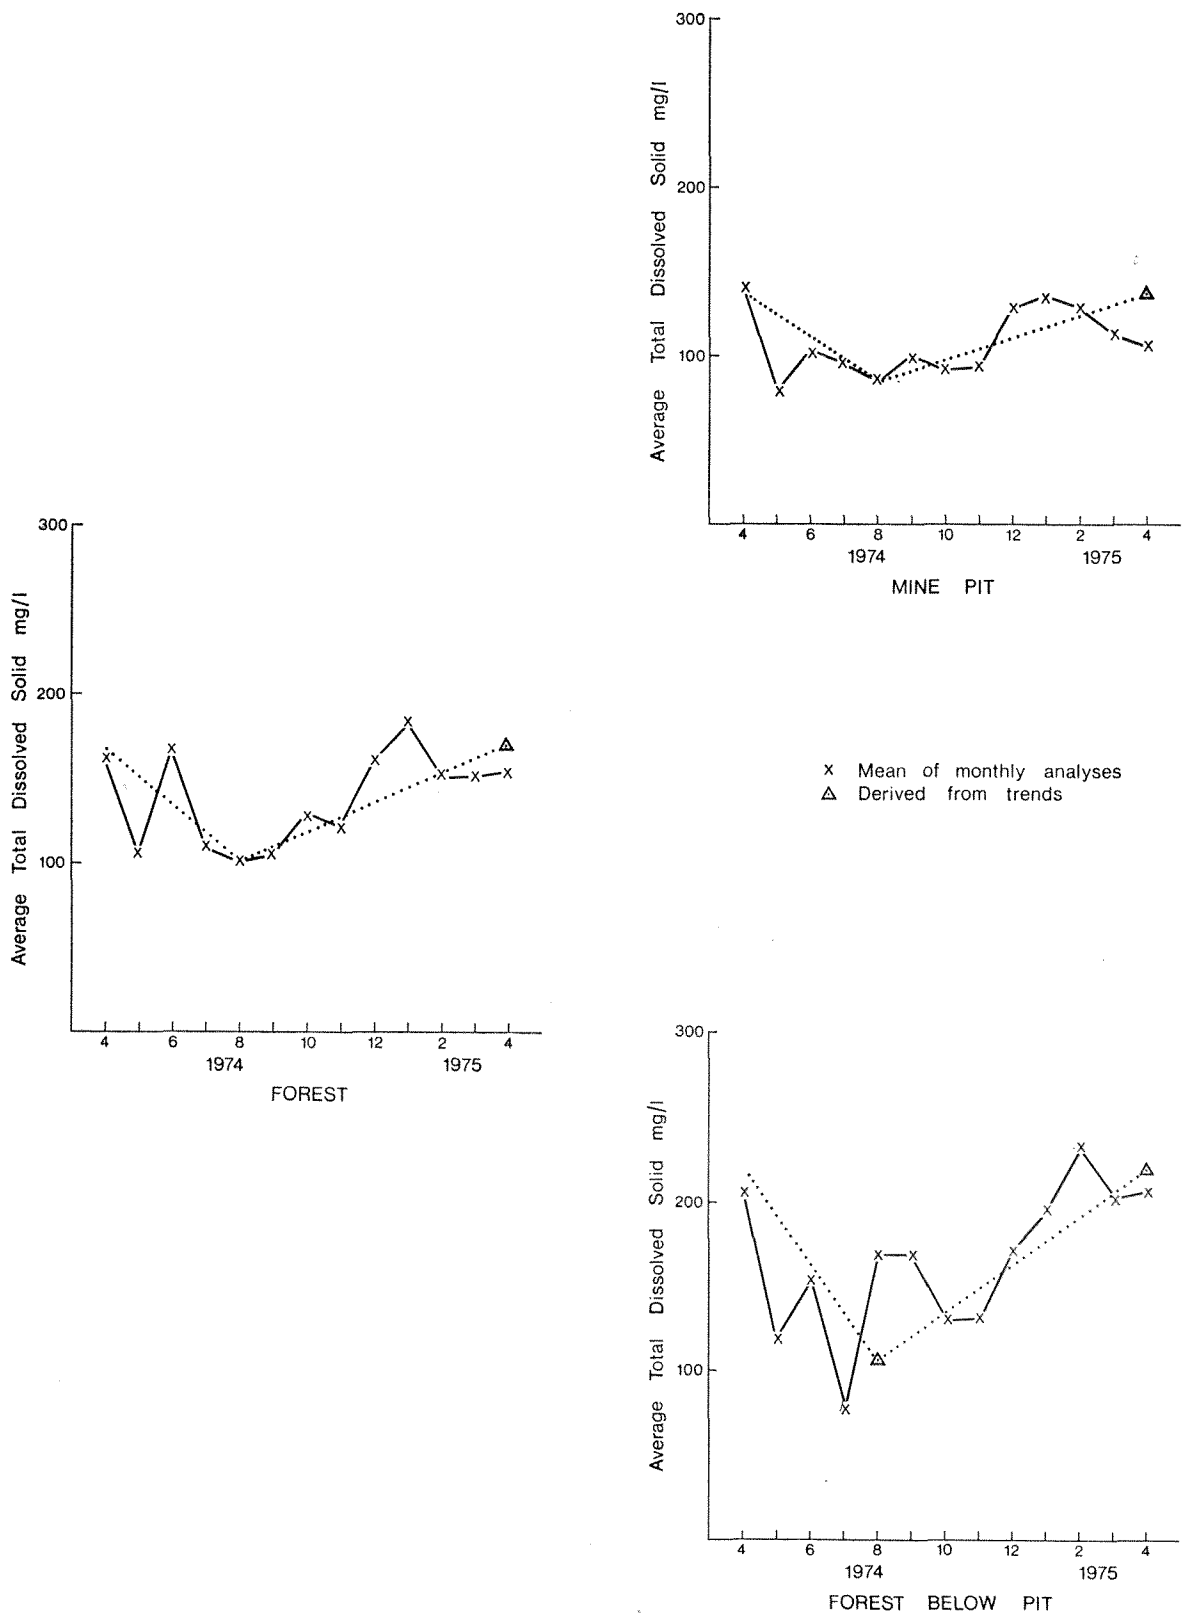 300
200
100
Average Total Dissolved Solid mg/l
4 6 8 10 12 2 4
1974 1975
MINE PIT
300
200
100
Average Total Dissolved Solid mg/l
4 6 8 10 12 2 4
1974 1975
FOREST
x Mean of monthly analyses
△ Derived from trends
300
200
100
Average Total Dissolved Solid mg/l
4 6 8 10 12 2 4
1974 1975
FOREST BELOW PIT